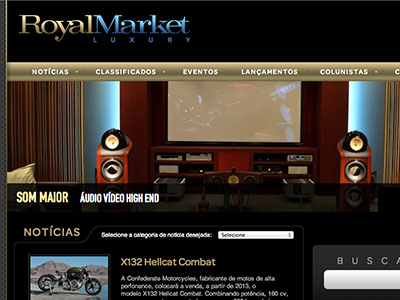 RoyalMarket
LUXURY
NOTÍCIAS CLASSIFICADOS EVENTOS LANÇAMENTOS COLUNISTAS
SOM MAIOR ÁUDIO VÍDEO HIGH END
NOTÍCIAS Selecione a categoria de notícia desejada: Selecione
BUSCA
X132 Hellcat Combat
A Confederate Motorcycles, fabricante de motos de alta
perfonance, colocará a venda, a partir de 2013, o
modelo X132 Hellcat Combat. Combinando potência, 160 cv,